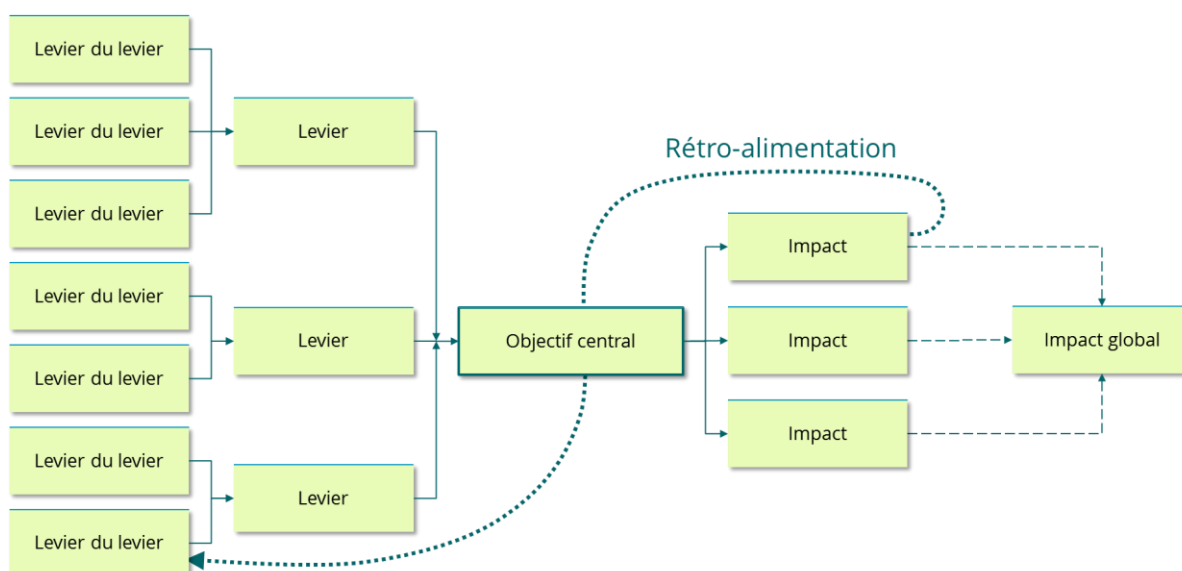 Levier du levier
Levier du levier
Levier du levier
Levier du levier
Levier du levier
Levier du levier
Levier du levier
Levier
Levier
Levier
Objectif central
Rétro-alimentation
Impact
Impact
Impact
Impact global